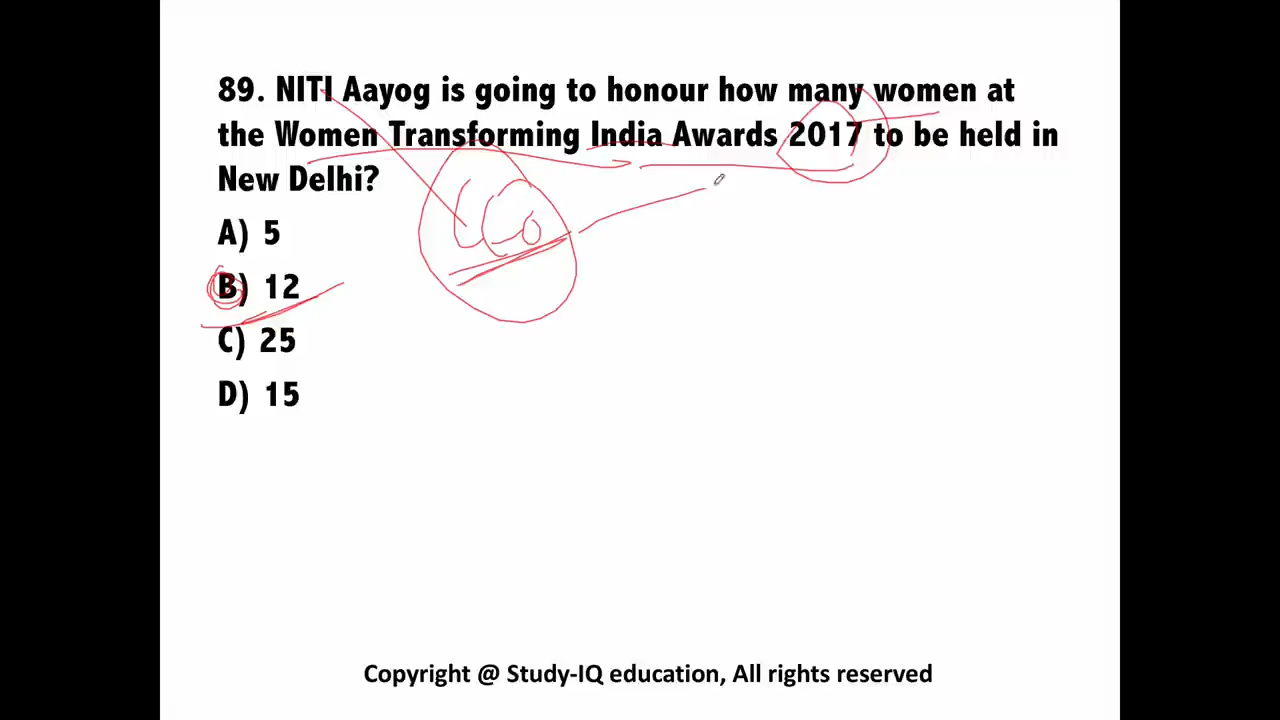 89. NITI Aayog is going to honour how many women at
the Women Transforming India Awards 2017 to be held in
New Delhi?
A) 5
B) 12
C) 25
D) 15
Copyright @ Study-IQ education, All rights reserved